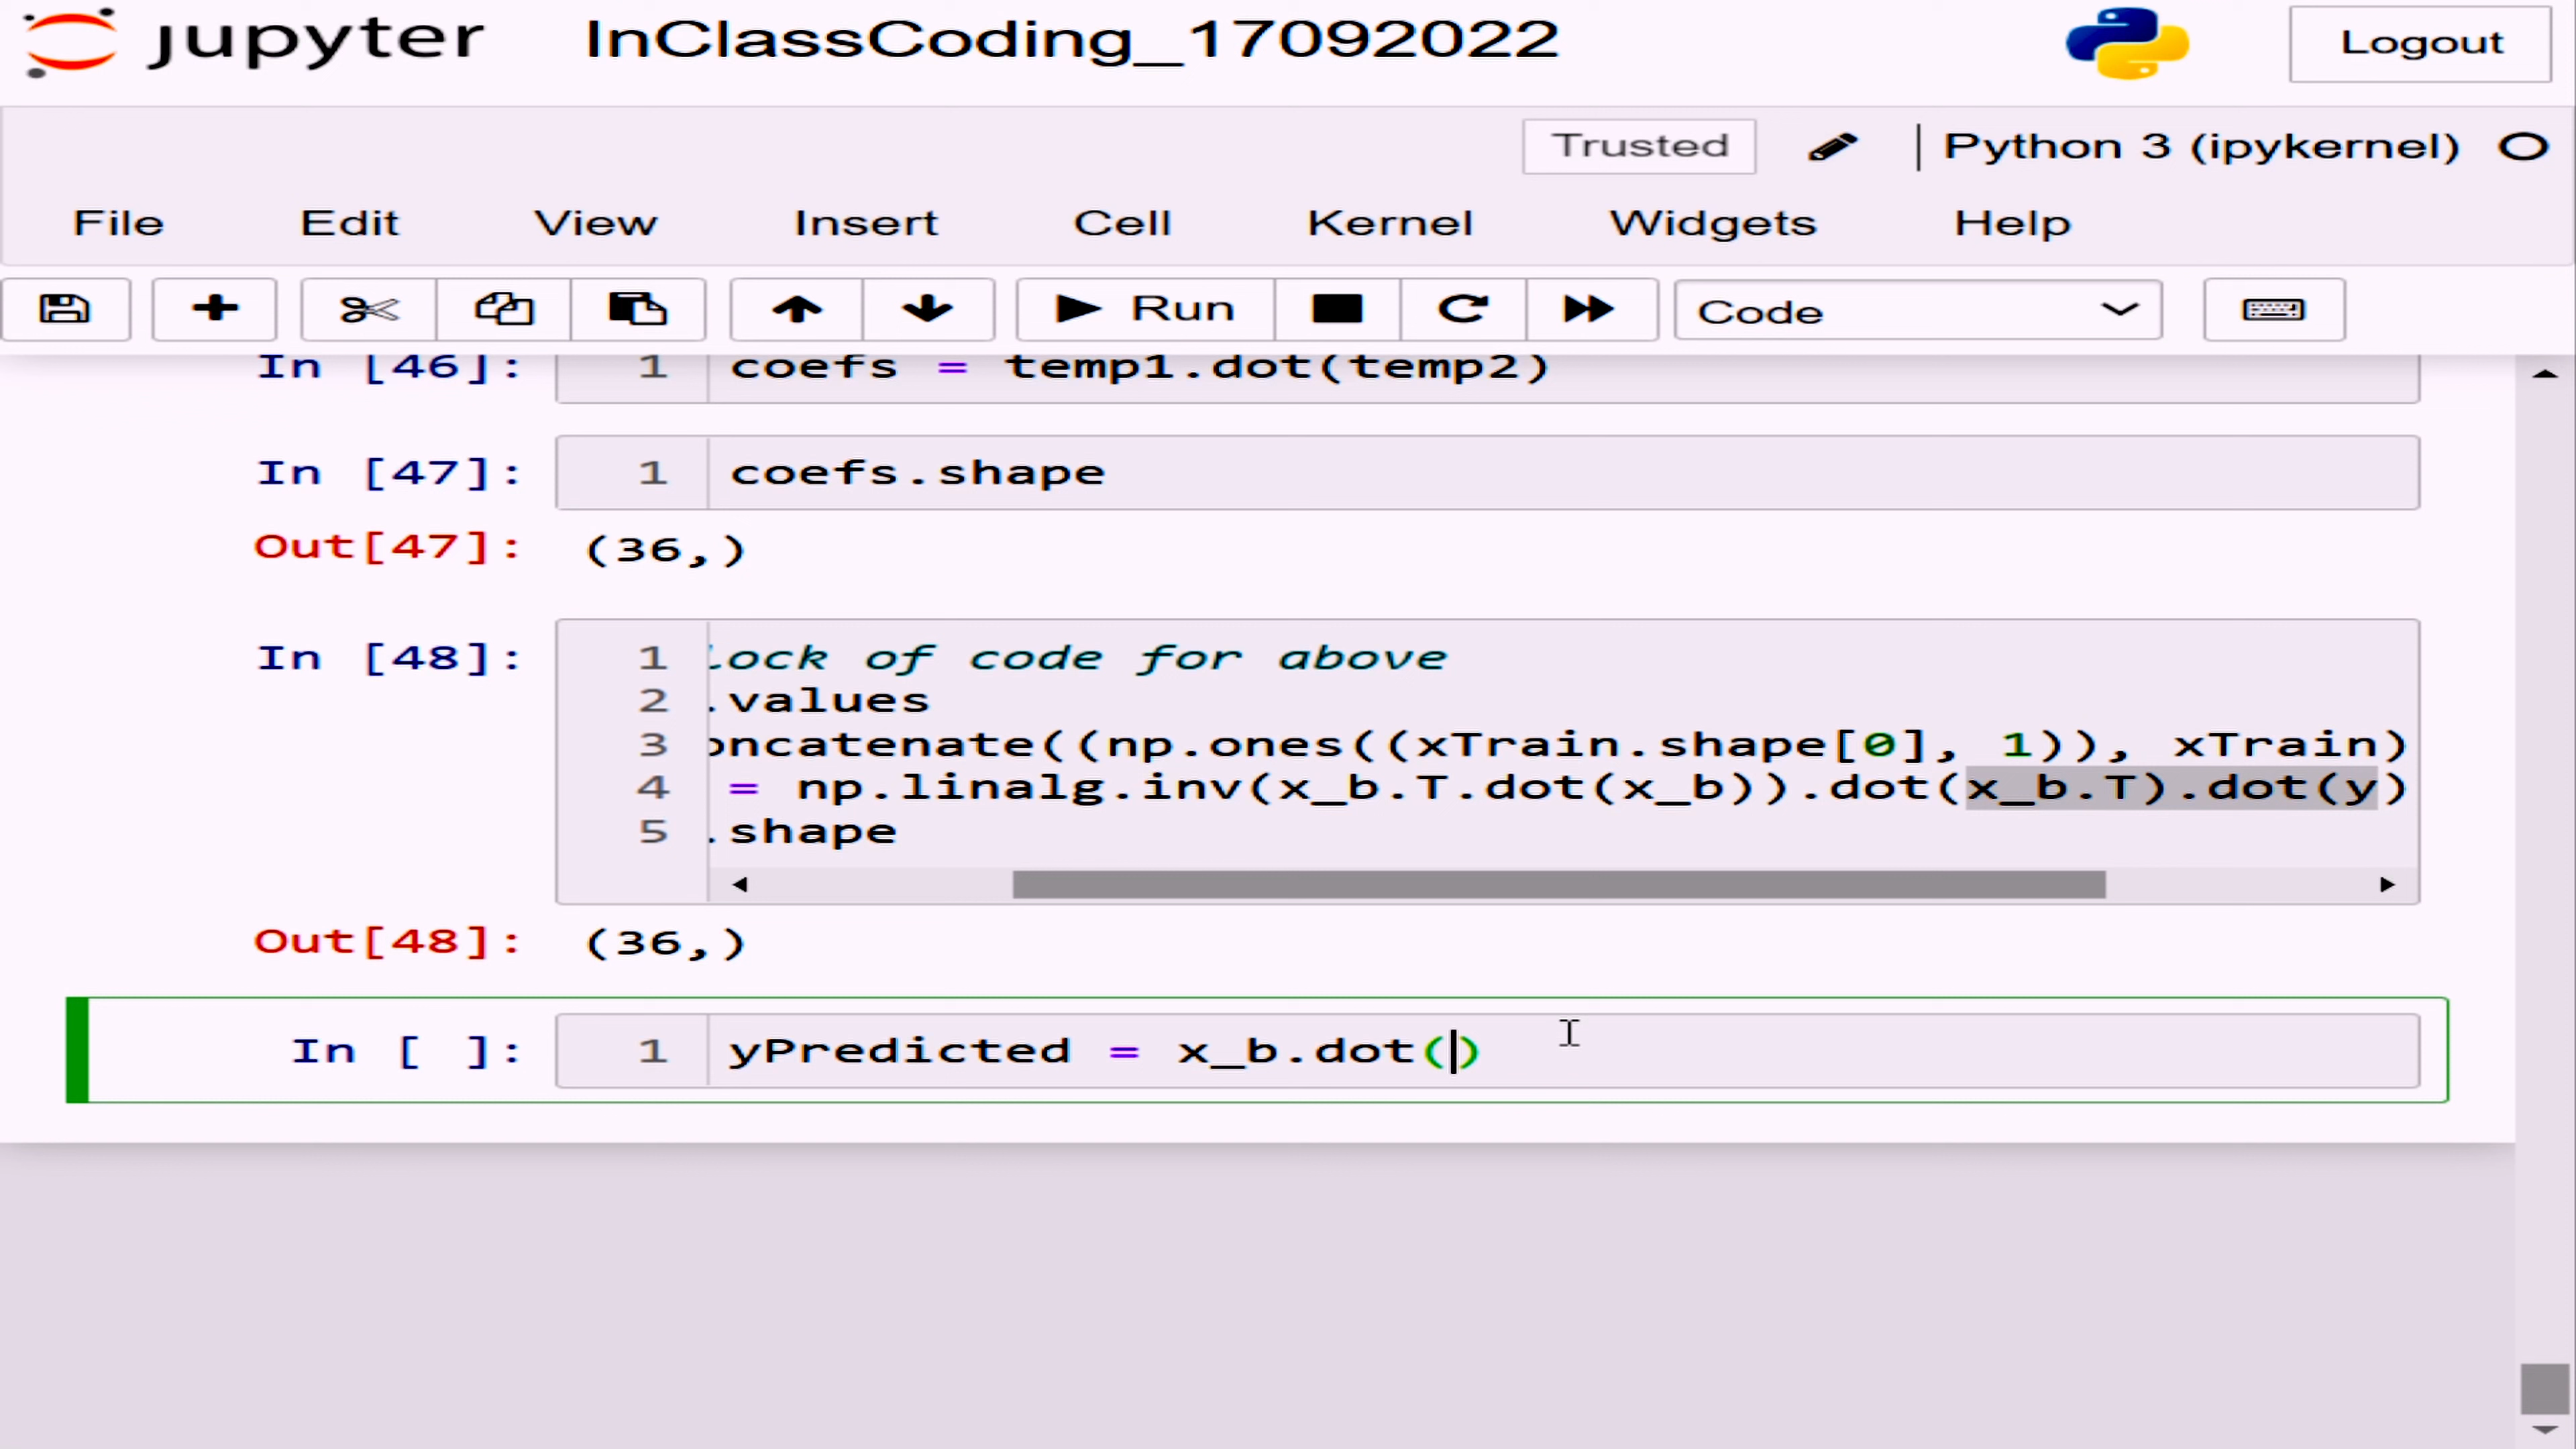 jupyter InClassCoding_17092022 Logout
Trusted | Python 3 (ipykernel)
File Edit View Insert Cell Kernel Widgets Help
Run Code
In [46]: 1 coefs = temp1.dot(temp2)
In [47]: 1 coefs.shape
Out[47]: (36,)
In [48]: 1 lock of code for above
2 .values
3 oncatenate((np.ones((xTrain.shape[0], 1)), xTrain)
4 = np.linalg.inv(x_b.T.dot(x_b)).dot(x_b.T).dot(y)
5 .shape
Out[48]: (36,)
In [ ]: 1 yPredicted = x_b.dot()